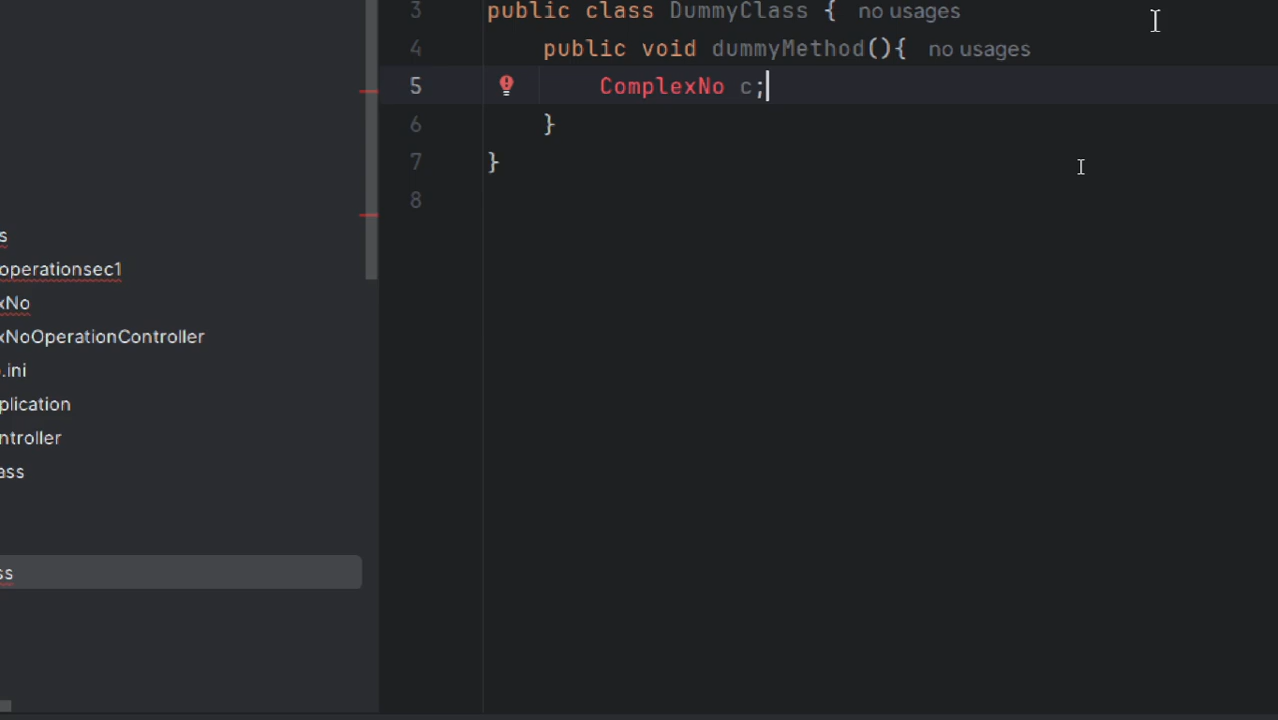 3 public class DummyClass { no usages
4 public void dummyMethod(){ no usages
5 ComplexNo c;
6 }
7 }
8
s
operationsec1
xNo
xNoOperationController
.ini
plication
ntroller
ass
ss